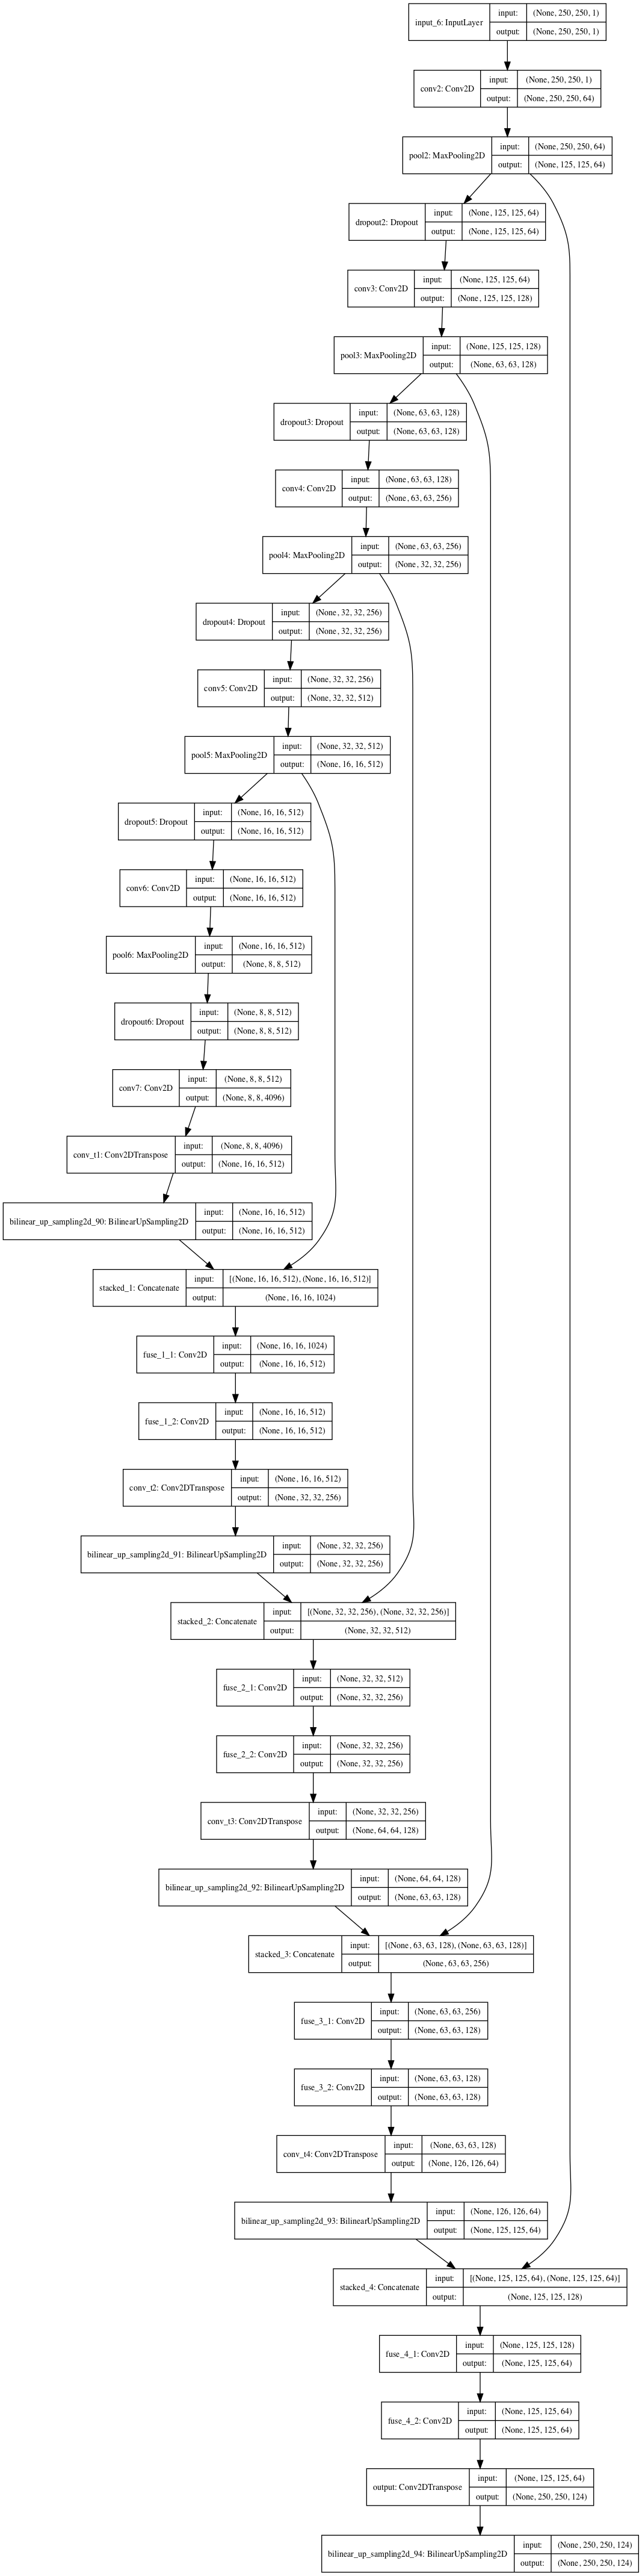 input_6: InputLayer
input: (None, 250, 250, 1)
output: (None, 250, 250, 1)
conv2: Conv2D
input: (None, 250, 250, 1)
output: (None, 250, 250, 64)
pool2: MaxPooling2D
input: (None, 250, 250, 64)
output: (None, 125, 125, 64)
dropout2: Dropout
input: (None, 125, 125, 64)
output: (None, 125, 125, 64)
conv3: Conv2D
input: (None, 125, 125, 64)
output: (None, 125, 125, 128)
pool3: MaxPooling2D
input: (None, 125, 125, 128)
output: (None, 63, 63, 128)
dropout3: Dropout
input: (None, 63, 63, 128)
output: (None, 63, 63, 128)
conv4: Conv2D
input: (None, 63, 63, 128)
output: (None, 63, 63, 256)
pool4: MaxPooling2D
input: (None, 63, 63, 256)
output: (None, 32, 32, 256)
dropout4: Dropout
input: (None, 32, 32, 256)
output: (None, 32, 32, 256)
conv5: Conv2D
input: (None, 32, 32, 256)
output: (None, 32, 32, 512)
pool5: MaxPooling2D
input: (None, 32, 32, 512)
output: (None, 16, 16, 512)
dropout5: Dropout
input: (None, 16, 16, 512)
output: (None, 16, 16, 512)
conv6: Conv2D
input: (None, 16, 16, 512)
output: (None, 16, 16, 512)
pool6: MaxPooling2D
input: (None, 16, 16, 512)
output: (None, 8, 8, 512)
dropout6: Dropout
input: (None, 8, 8, 512)
output: (None, 8, 8, 512)
conv7: Conv2D
input: (None, 8, 8, 512)
output: (None, 8, 8, 4096)
conv_t1: Conv2DTranspose
input: (None, 8, 8, 4096)
output: (None, 16, 16, 512)
bilinear_up_sampling2d_90: BilinearUpSampling2D
input: (None, 16, 16, 512)
output: (None, 16, 16, 512)
stacked_1: Concatenate
input: [(None, 16, 16, 512), (None, 16, 16, 512)]
output: (None, 16, 16, 1024)
fuse_1_1: Conv2D
input: (None, 16, 16, 1024)
output: (None, 16, 16, 512)
fuse_1_2: Conv2D
input: (None, 16, 16, 512)
output: (None, 16, 16, 512)
conv_t2: Conv2DTranspose
input: (None, 16, 16, 512)
output: (None, 32, 32, 256)
bilinear_up_sampling2d_91: BilinearUpSampling2D
input: (None, 32, 32, 256)
output: (None, 32, 32, 256)
stacked_2: Concatenate
input: [(None, 32, 32, 256), (None, 32, 32, 256)]
output: (None, 32, 32, 512)
fuse_2_1: Conv2D
input: (None, 32, 32, 512)
output: (None, 32, 32, 256)
fuse_2_2: Conv2D
input: (None, 32, 32, 256)
output: (None, 32, 32, 256)
conv_t3: Conv2DTranspose
input: (None, 32, 32, 256)
output: (None, 64, 64, 128)
bilinear_up_sampling2d_92: BilinearUpSampling2D
input: (None, 64, 64, 128)
output: (None, 63, 63, 128)
stacked_3: Concatenate
input: [(None, 63, 63, 128), (None, 63, 63, 128)]
output: (None, 63, 63, 256)
fuse_3_1: Conv2D
input: (None, 63, 63, 256)
output: (None, 63, 63, 128)
fuse_3_2: Conv2D
input: (None, 63, 63, 128)
output: (None, 63, 63, 128)
conv_t4: Conv2DTranspose
input: (None, 63, 63, 128)
output: (None, 126, 126, 64)
bilinear_up_sampling2d_93: BilinearUpSampling2D
input: (None, 126, 126, 64)
output: (None, 125, 125, 64)
stacked_4: Concatenate
input: [(None, 125, 125, 64), (None, 125, 125, 64)]
output: (None, 125, 125, 128)
fuse_4_1: Conv2D
input: (None, 125, 125, 128)
output: (None, 125, 125, 64)
fuse_4_2: Conv2D
input: (None, 125, 125, 64)
output: (None, 125, 125, 64)
output: Conv2DTranspose
input: (None, 125, 125, 64)
output: (None, 250, 250, 124)
bilinear_up_sampling2d_94: BilinearUpSampling2D
input: (None, 250, 250, 124)
output: (None, 250, 250, 124)